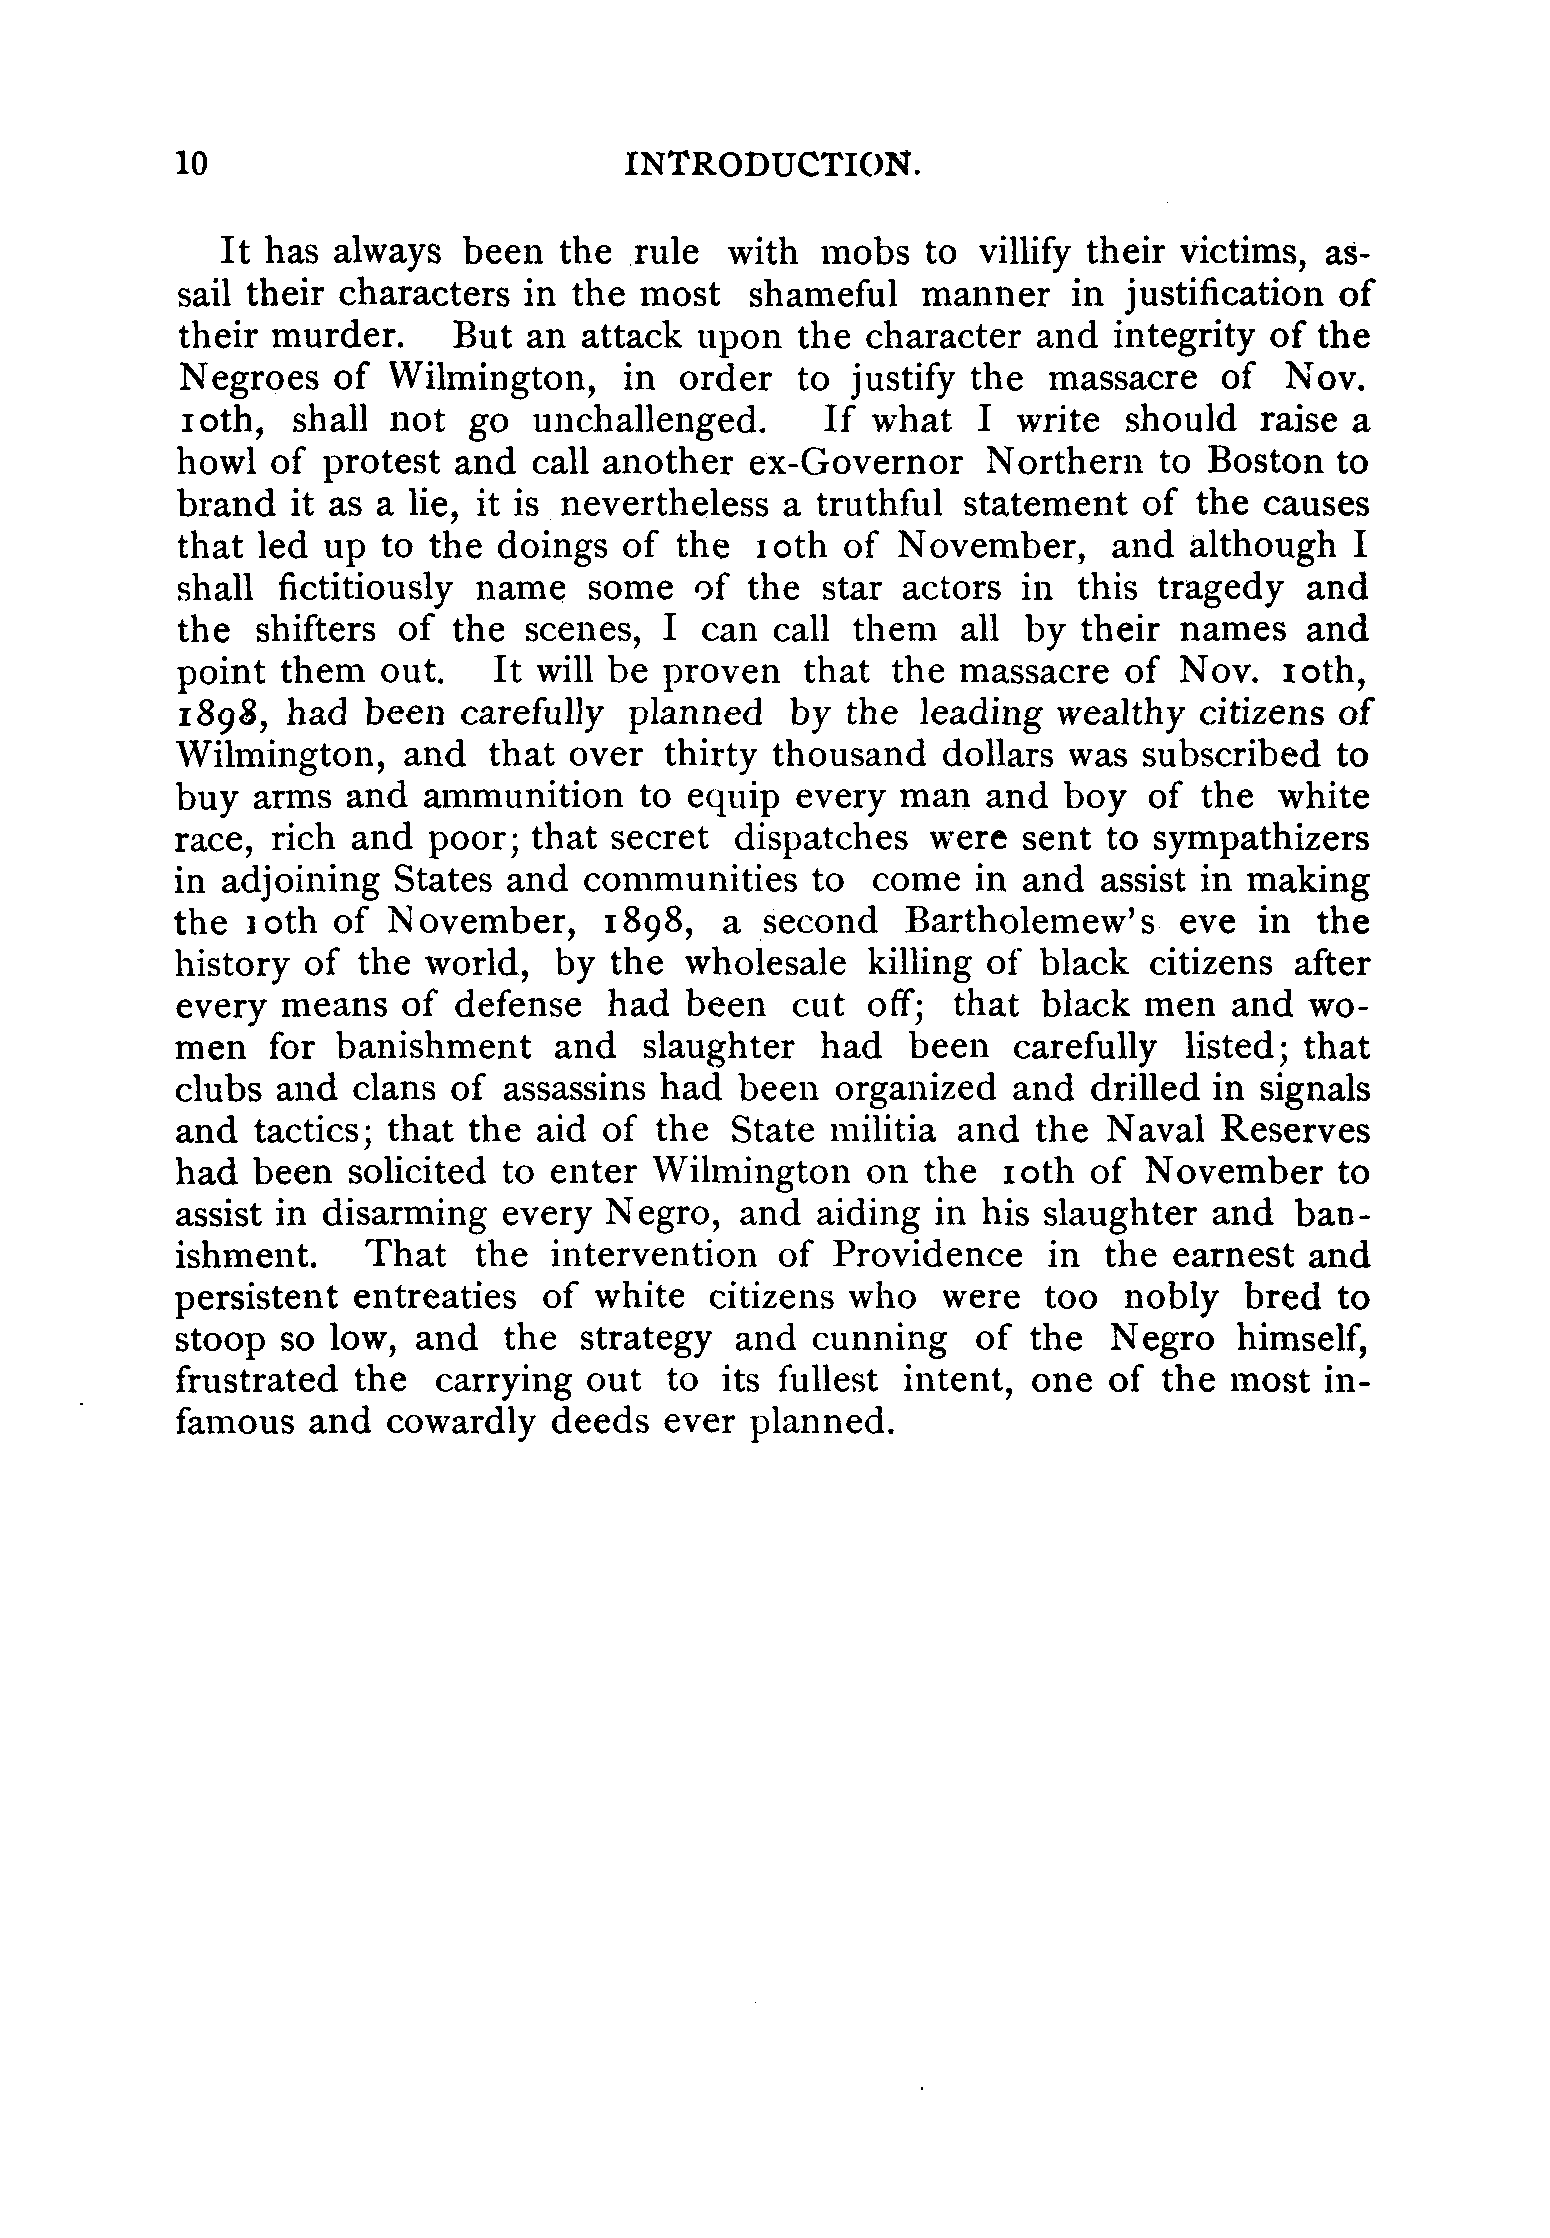 10 INTRODUCTION.
It has always been the rule with mobs to villify their victims, as-
sail their characters in the most shameful manner in justification of
their murder. But an attack upon the character and integrity of the
Negroes of Wilmington, in order to justify the massacre of Nov.
10th, shall not go unchallenged. If what I write should raise a
howl of protest and call another ex-Governor Northern to Boston to
brand it as a lie, it is nevertheless a truthful statement of the causes
that led up to the doings of the 10th of November, and although I
shall fictitiously name some of the star actors in this tragedy and
the shifters of the scenes, I can call them all by their names and
point them out. It will be proven that the massacre of Nov. 10th,
1898, had been carefully planned by the leading wealthy citizens of
Wilmington, and that over thirty thousand dollars was subscribed to
buy arms and ammunition to equip every man and boy of the white
race, rich and poor; that secret dispatches were sent to sympathizers
in adjoining States and communities to come in and assist in making
the 10th of November, 1898, a second Bartholemew's eve in the
history of the world, by the wholesale killing of black citizens after
every means of defense had been cut off; that black men and wo-
men for banishment and slaughter had been carefully listed; that
clubs and clans of assassins had been organized and drilled in signals
and tactics; that the aid of the State militia and the Naval Reserves
had been solicited to enter Wilmington on the 10th of November to
assist in disarming every Negro, and aiding in his slaughter and ban-
ishment. That the intervention of Providence in the earnest and
persistent entreaties of white citizens who were too nobly bred to
stoop so low, and the strategy and cunning of the Negro himself,
frustrated the carrying out to its fullest intent, one of the most in-
famous and cowardly deeds ever planned.